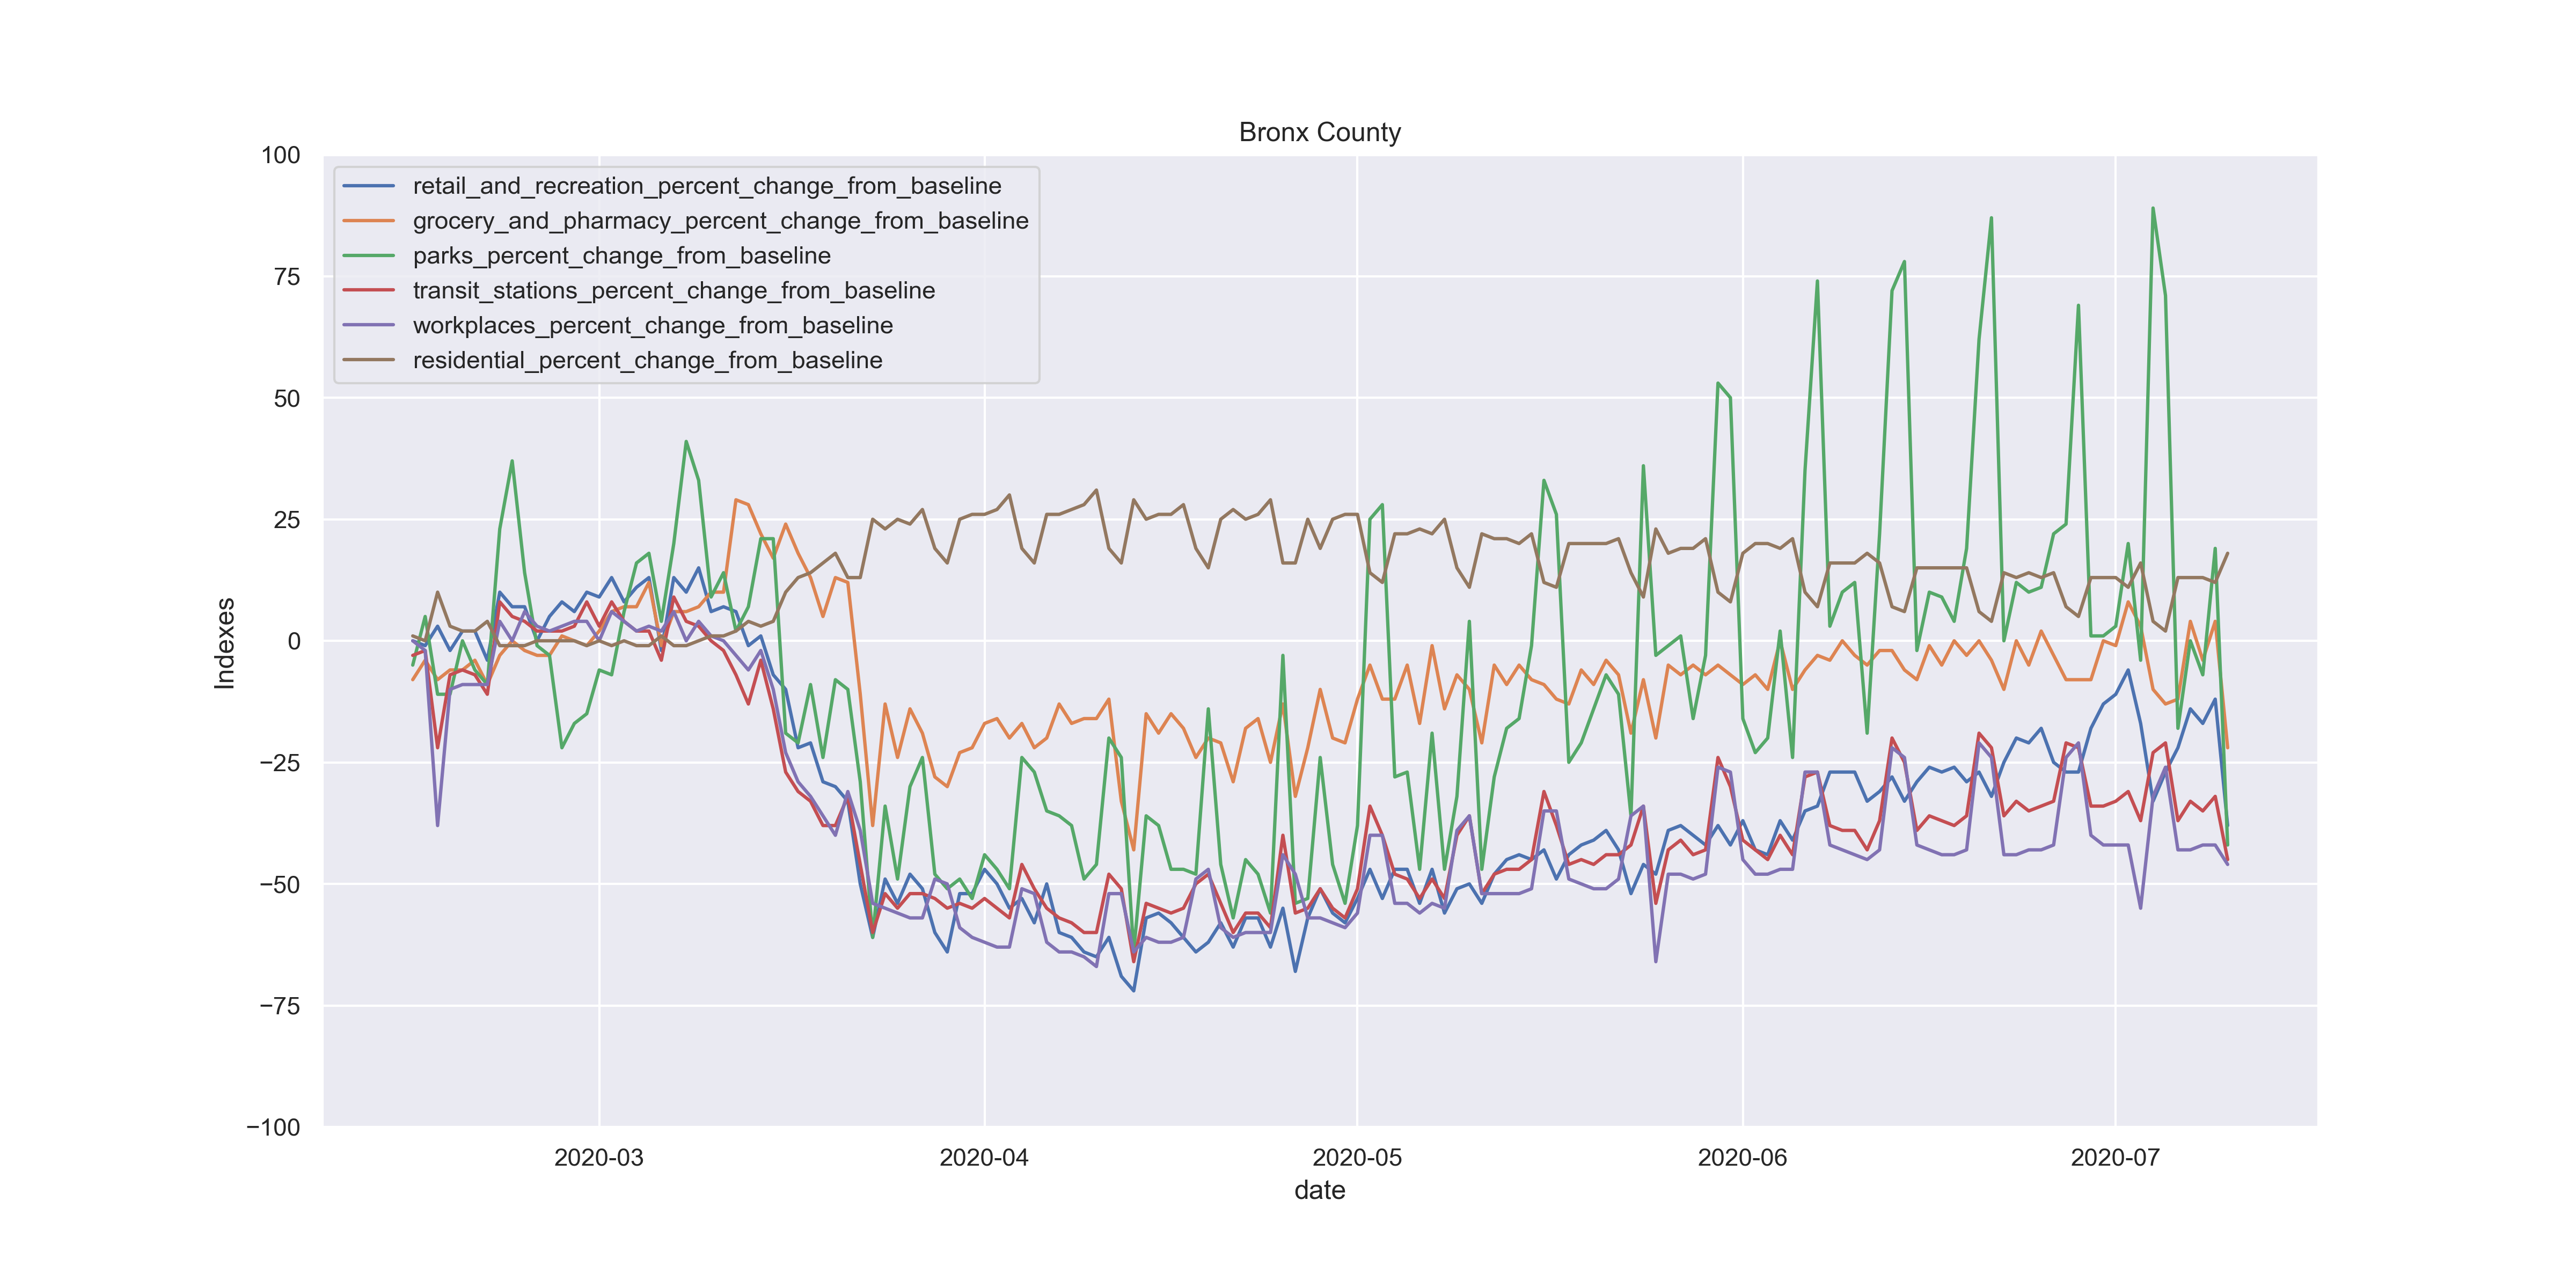 Bronx County
100
75
50
25
0
−25
−50
−75
−100
Indexes
retail_and_recreation_percent_change_from_baseline
grocery_and_pharmacy_percent_change_from_baseline
parks_percent_change_from_baseline
transit_stations_percent_change_from_baseline
workplaces_percent_change_from_baseline
residential_percent_change_from_baseline
2020-03 2020-04 2020-05 2020-06 2020-07
date